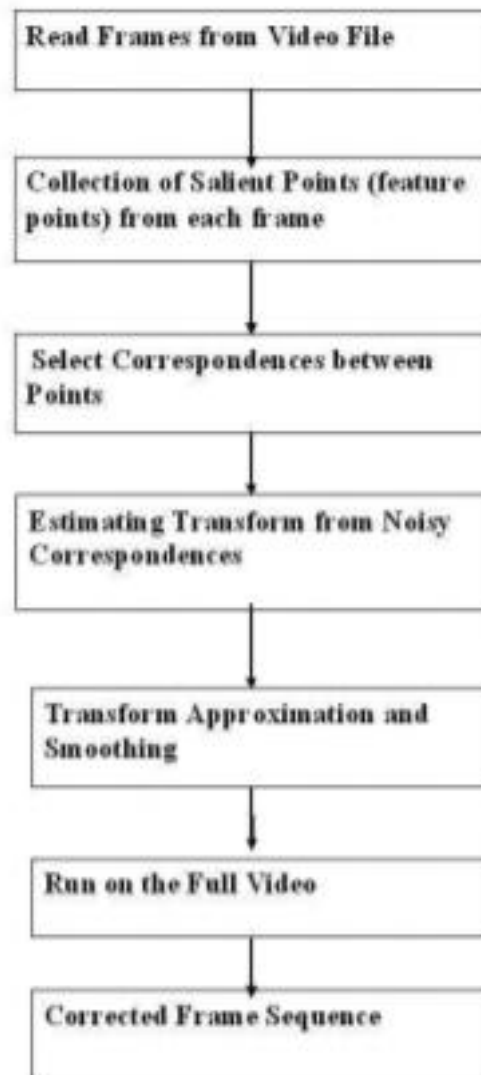 Read Frames from Video File
Collection of Salient Points (feature
points) from each frame
Select Correspondences between
Points
Estimating Transform from Noisy
Correspondences
Transform Approximation and
Smoothing
Run on the Full Video
Corrected Frame Sequence